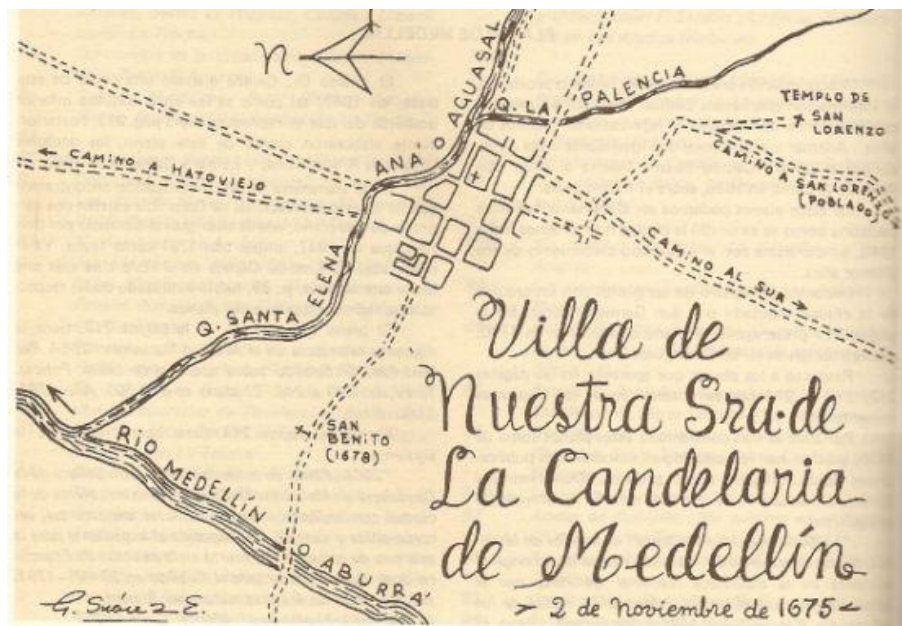 N
Q. LA PALENCIA
ANA O AGUASAL
TEMPLO DE
SAN
LORENZO
CAMINO A SAN LORENZO
(POBLADO)
CAMINO
A HATOVIEJO
CAMINO AL SUR
Q. SANTA ELENA
SAN
BENITO
(1678)
RIO MEDELLIN
O
ABURRÁ
Villa de
Nuestra Sra. de
La Candelaria
de Medellín
2 de Noviembre de 1675
G. Suarez E.